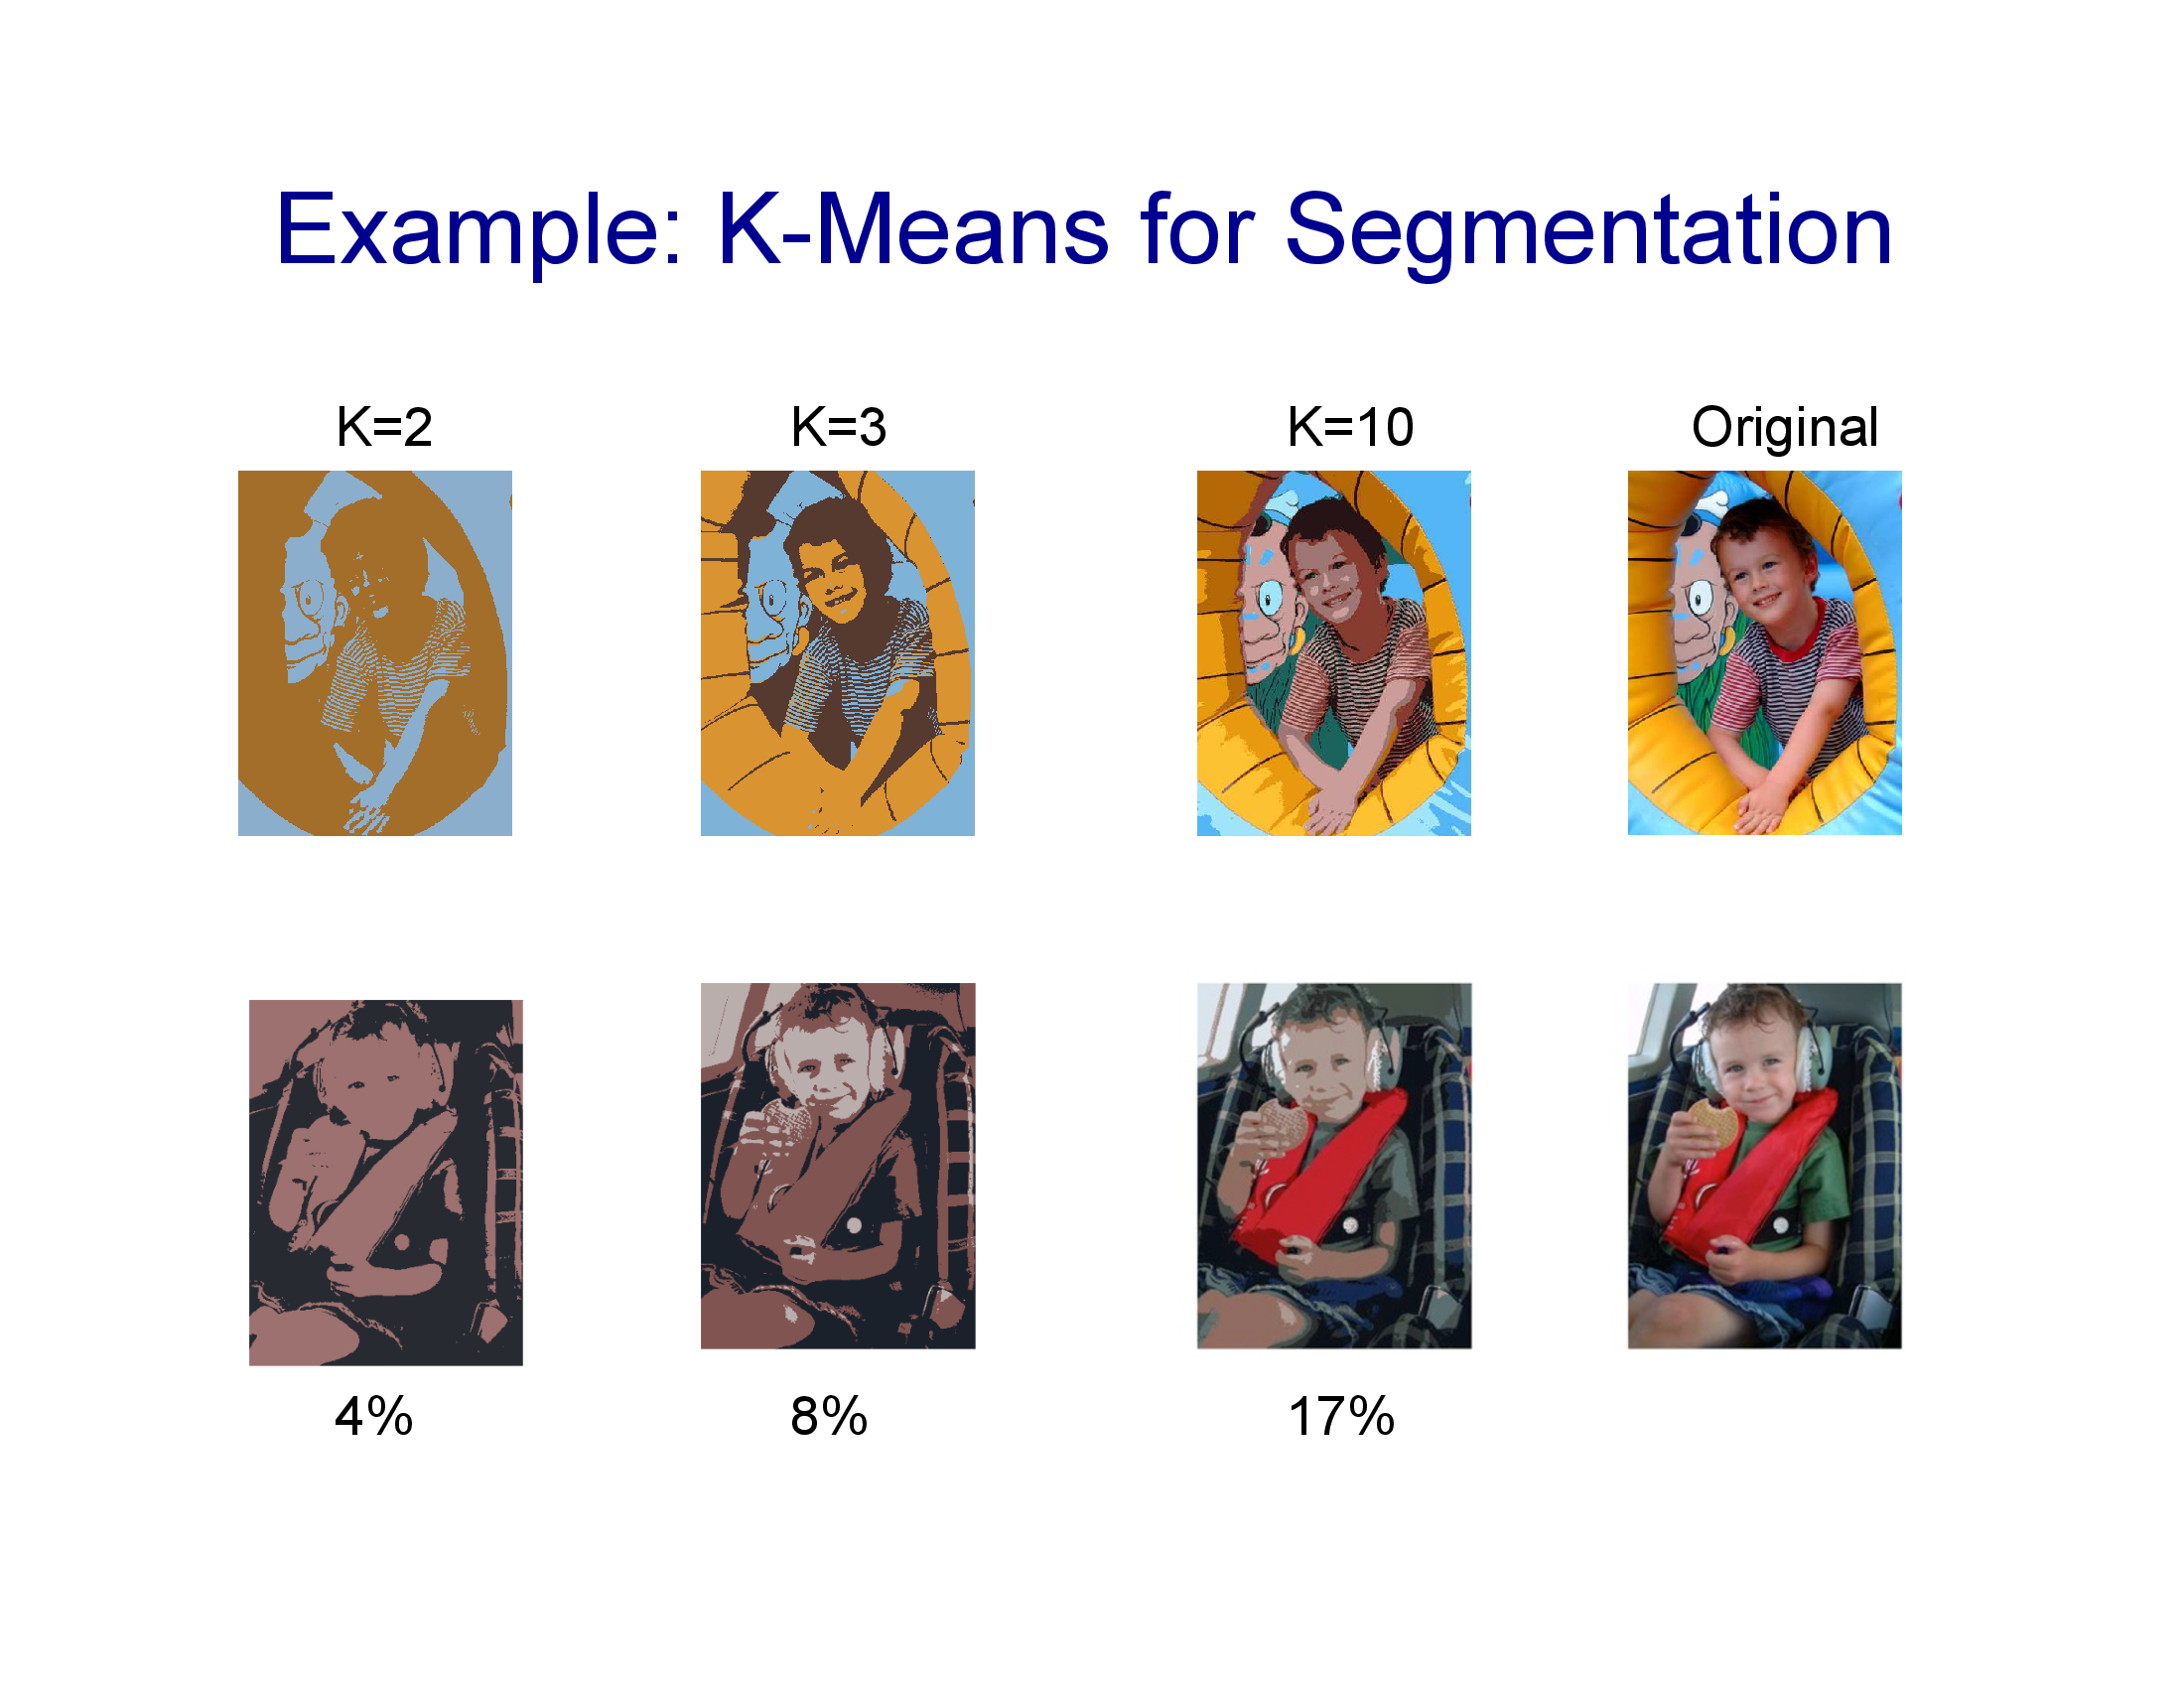 Example: K-Means for Segmentation
K=2 K=3 K=10 Original
4% 8% 17%